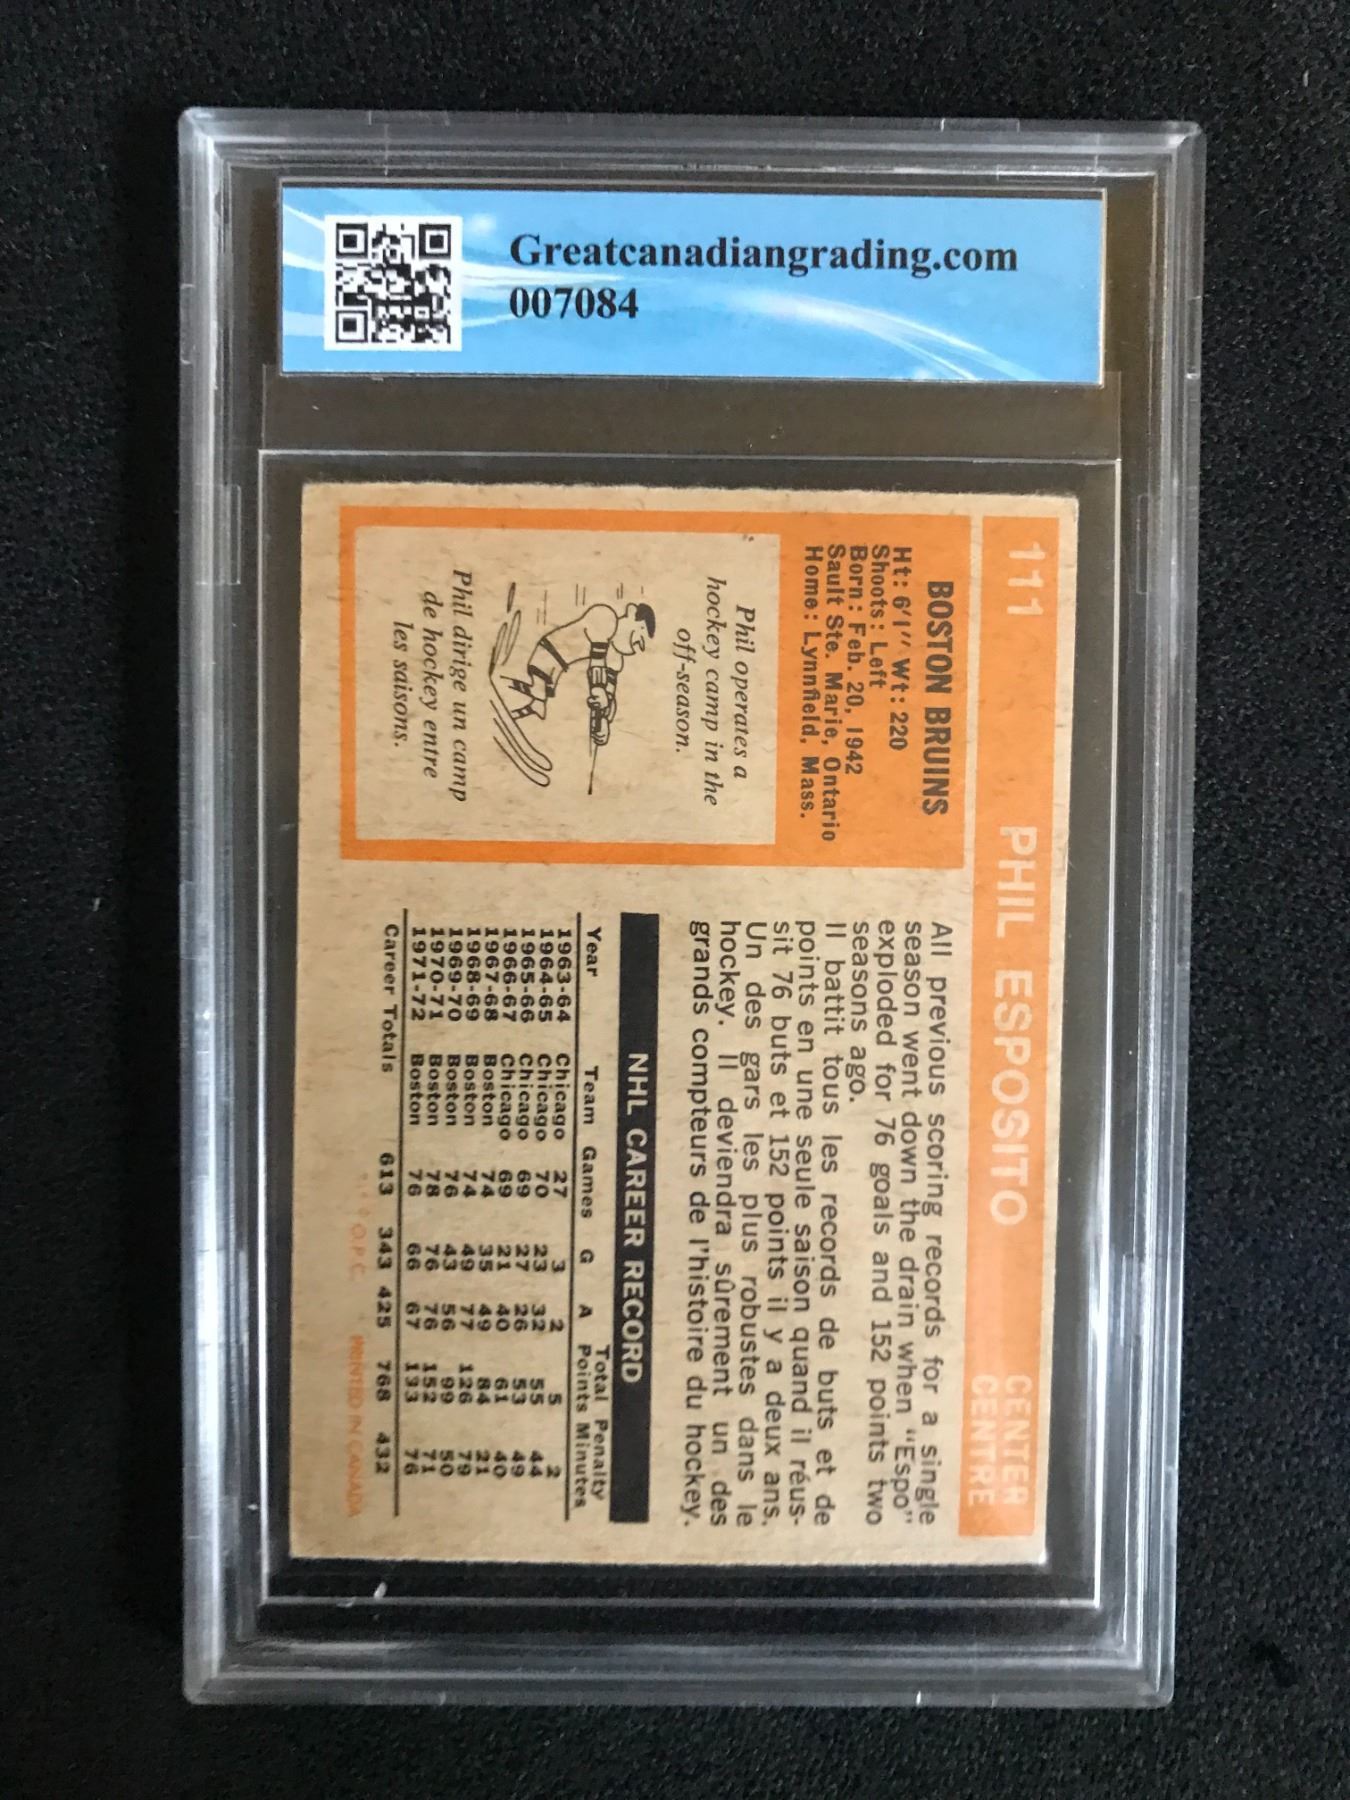 Greatcanadiangrading.com
007084
111 PHIL ESPOSITO CENTER
CENTRE
BOSTON BRUINS
Ht: 6'1" Wt: 220
Shoots: Left
Born: Feb. 20, 1942
Sault Ste. Marie, Ontario
Home: Lynnfield, Mass.
Phil operates a
hockey camp in the
off-season.
Phil dirige un camp
de hockey entre
les saisons.
All previous scoring records for a single
season went down the drain when "Espo"
exploded for 76 goals and 152 points two
seasons ago.
Il battit tous les records de buts et de
points en une seule saison quand il réus-
sit 76 buts et 152 points il y a deux ans.
Un des gars les plus robustes dans le
hockey. Il deviendra sûrement un des
grands compteurs de l'histoire du hockey.
NHL CAREER RECORD
Year Team Games G A Total Points Penalty Minutes
1963-64 Chicago 27 3 2 5 2
1964-65 Chicago 70 23 32 55 44
1965-66 Chicago 69 27 26 53 49
1966-67 Chicago 69 21 40 61 40
1967-68 Boston 74 35 49 84 21
1968-69 Boston 74 49 77 126 79
1969-70 Boston 76 43 56 99 50
1970-71 Boston 78 76 76 152 71
1971-72 Boston 76 66 67 133 76
Career Totals 613 343 425 768 432
O.P.C. PRINTED IN CANADA